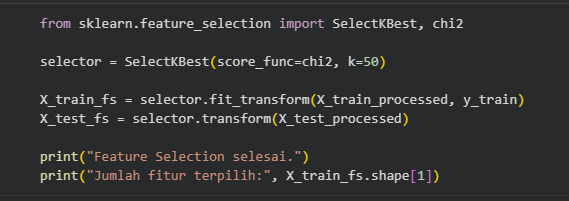 from sklearn.feature_selection import SelectKBest, chi2
selector = SelectKBest(score_func=chi2, k=50)
X_train_fs = selector.fit_transform(X_train_processed, y_train)
X_test_fs = selector.transform(X_test_processed)
print("Feature Selection selesai.")
print("Jumlah fitur terpilih:", X_train_fs.shape[1])